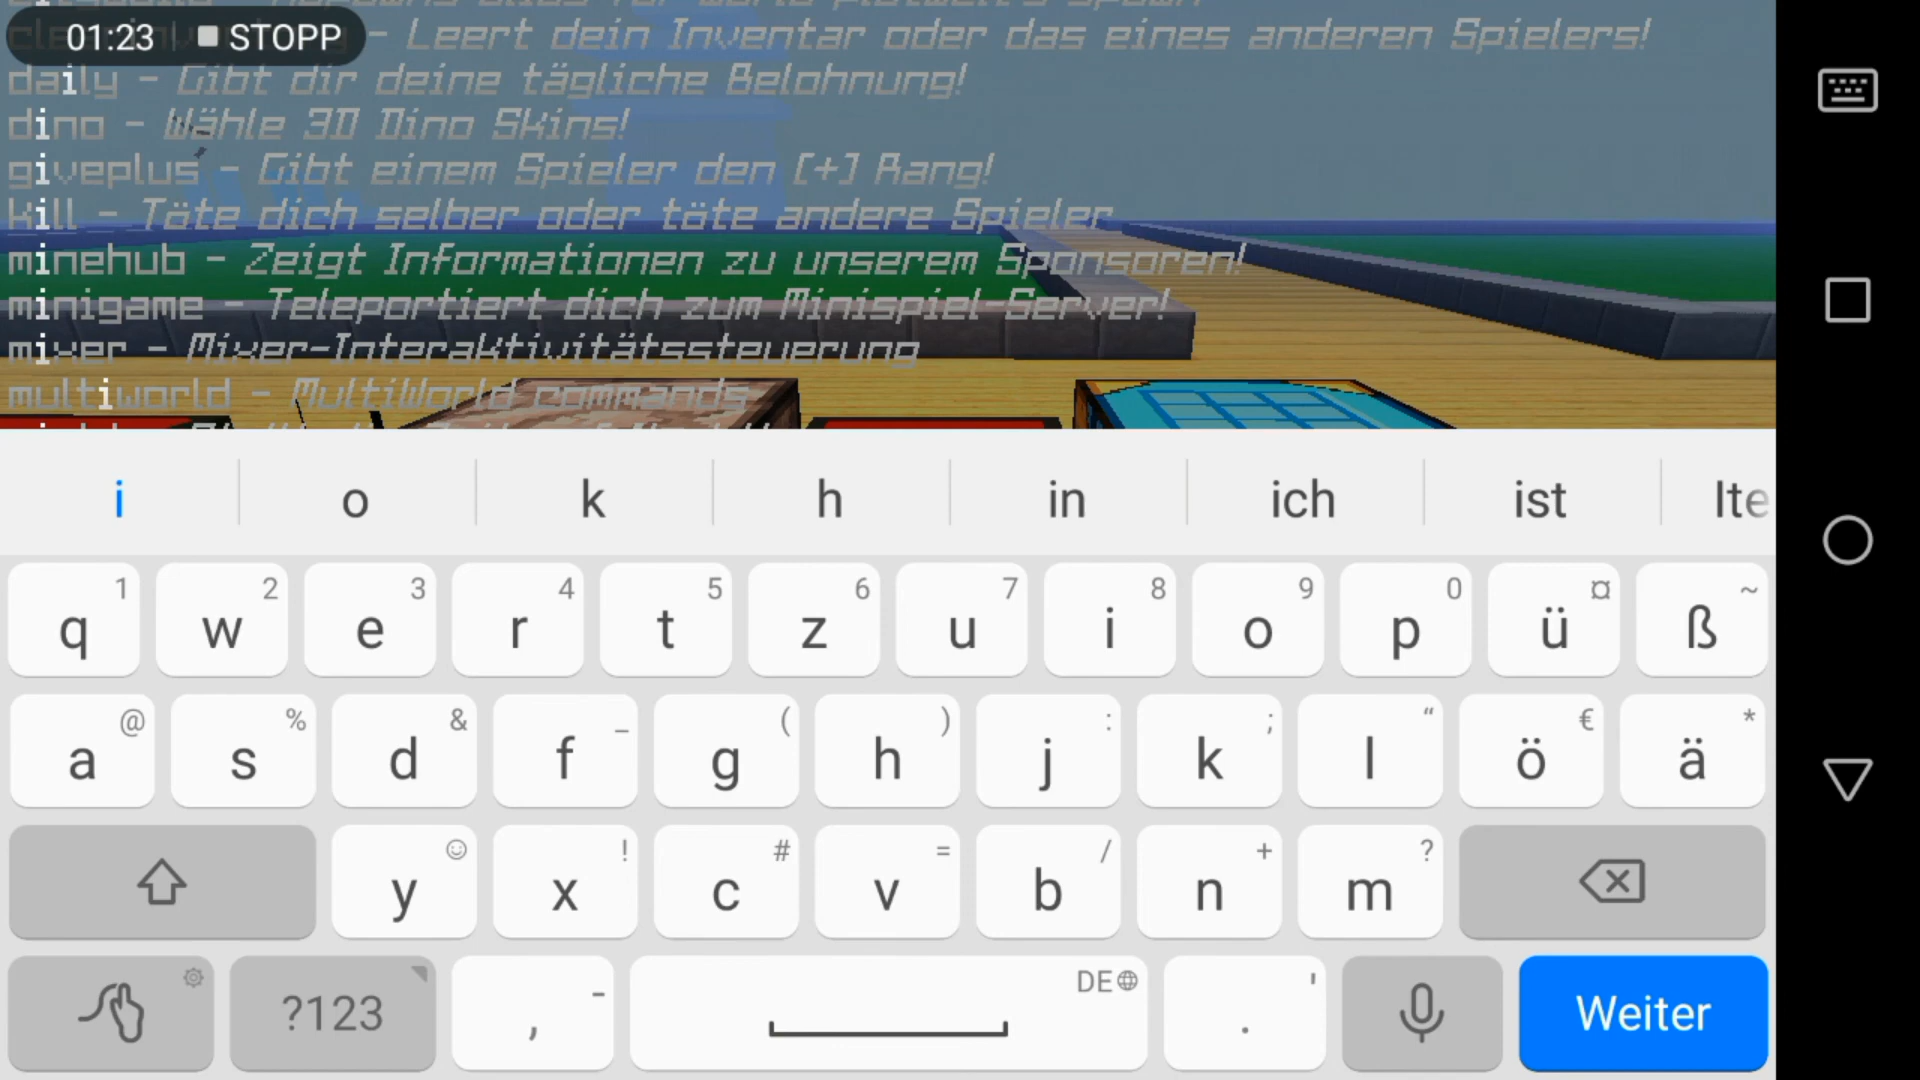 01:23 STOPP
- Leert dein Inventar oder das eines anderen Spielers!
daily - Gibt dir deine tägliche Belohnung!
dino - Wähle 3D Dino Skins!
giveplus - Gibt einem Spieler den [+] Rang!
kill - Töte dich selber oder töte andere Spieler
minehub - Zeigt Informationen zu unserem Sponsoren!
minigame - Teleportiert dich zum Minispiel-Server!
mixer - Mixer-Interaktivitätssteuerung
multiworld - MultiWorld commands
i o k h in ich ist Ite
1 2 3 4 5 6 7 8 9 0 ¤ ~
q w e r t z u i o p ü ß
@ % & _ ( ) : ; “ € *
a s d f g h j k l ö ä
! # = / + ?
y x c v b n m
?123 , - DE . ' Weiter